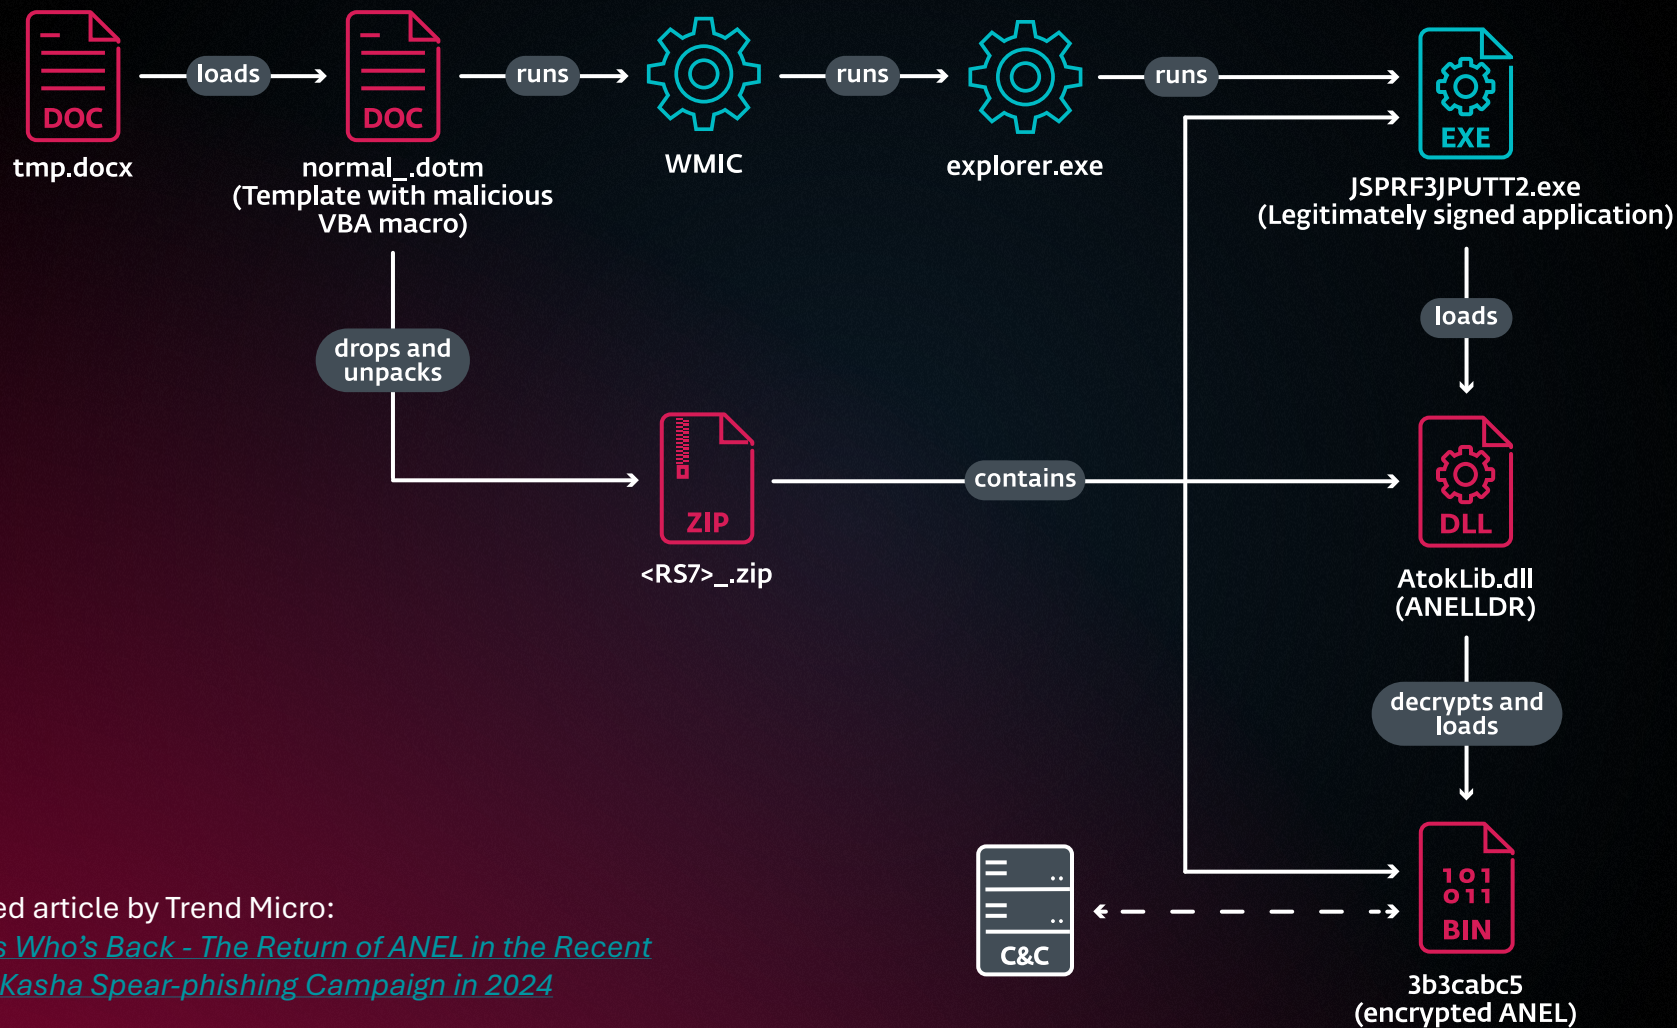 DOC
tmp.docx
loads
DOC
normal_.dotm
(Template with malicious
VBA macro)
runs
WMIC
runs
explorer.exe
runs
EXE
JSPRF3JPUTT2.exe
(Legitimately signed application)
drops and
unpacks
ZIP
<RS7>_.zip
contains
loads
DLL
AtokLib.dll
(ANELLDR)
decrypts and
loads
C&C
101
011
BIN
3b3cabc5
(encrypted ANEL)
ed article by Trend Micro:
s Who's Back - The Return of ANEL in the Recent
Kasha Spear-phishing Campaign in 2024